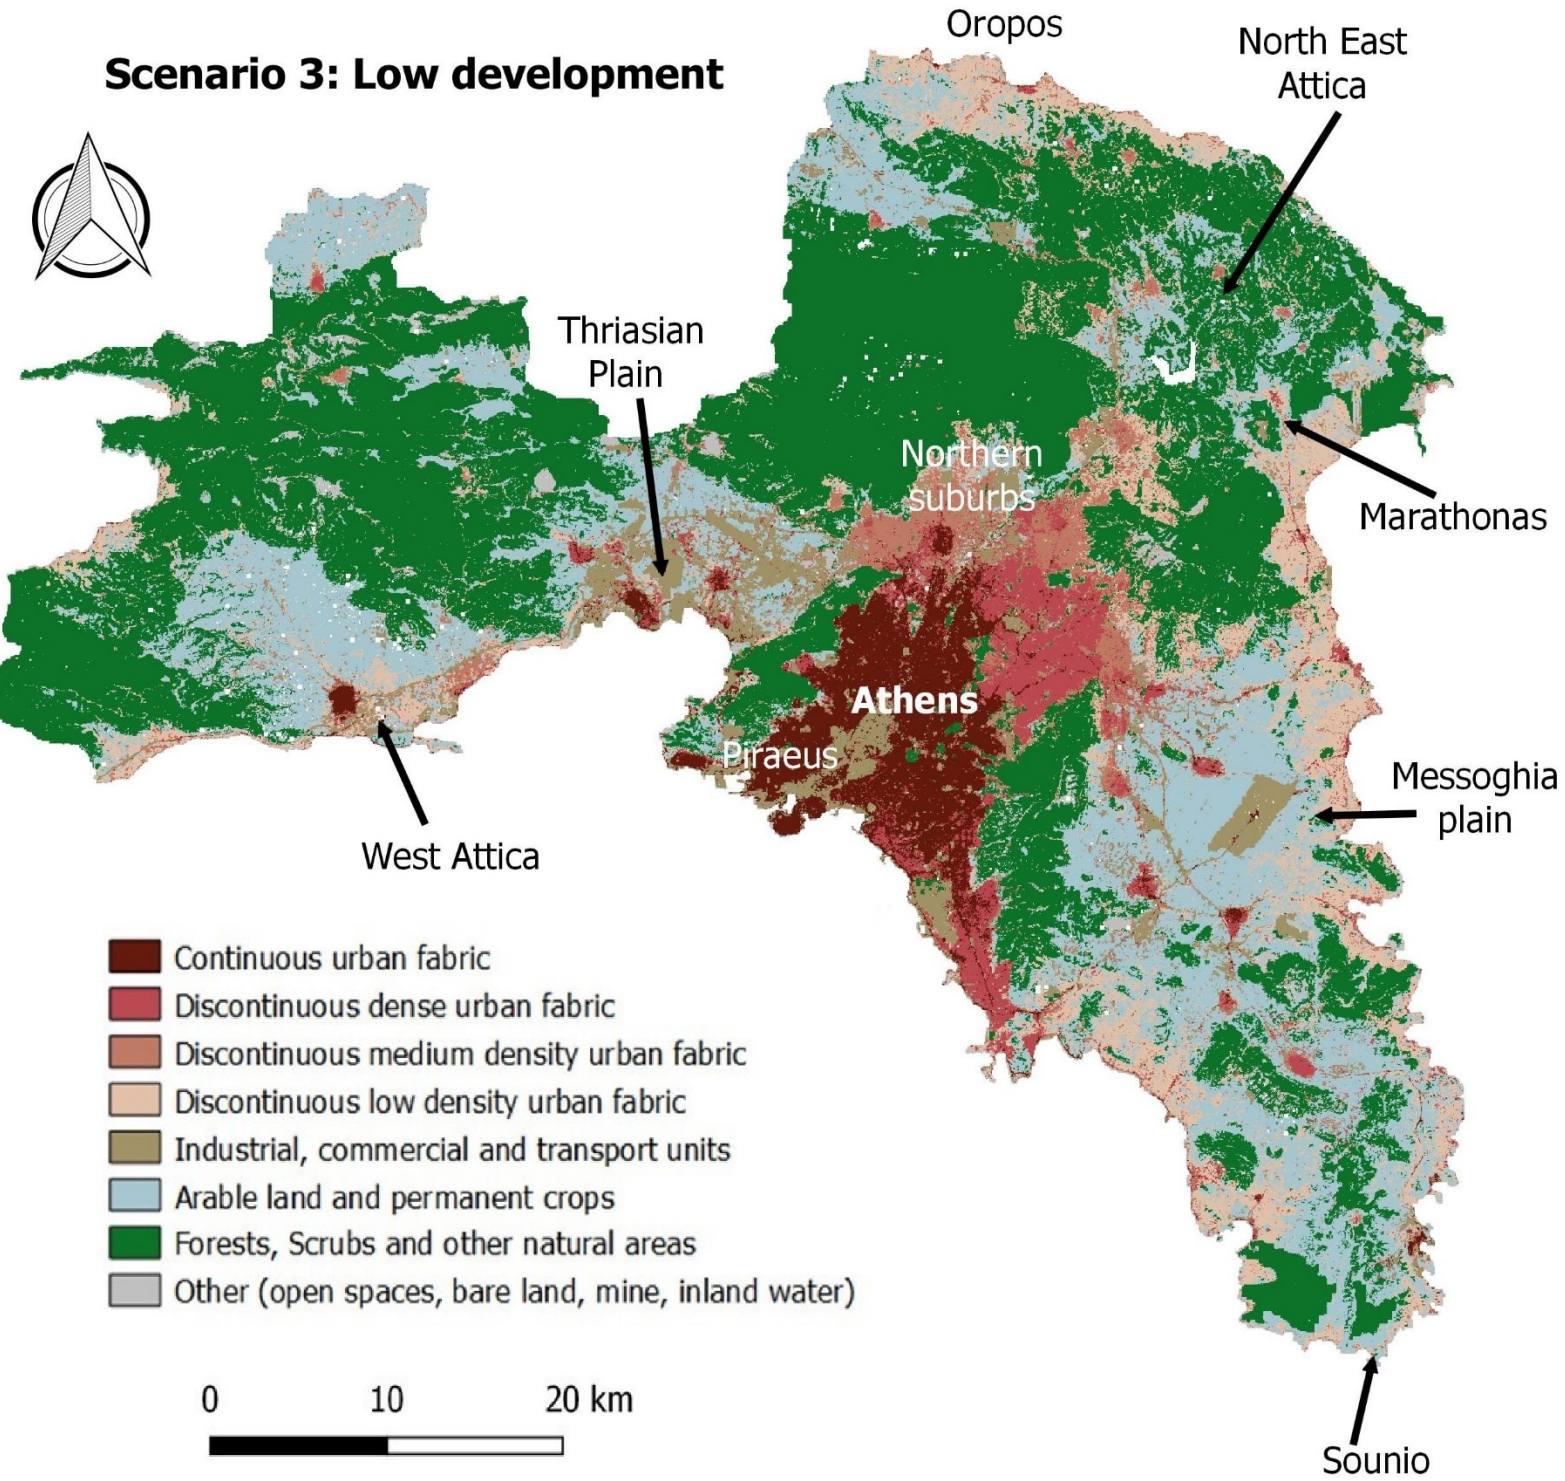 Oropos
North East
Attica
Scenario 3: Low development
Thriasian
Plain
Northern
suburbs
Marathonas
Athens
Piraeus
Messoghia
plain
West Attica
Continuous urban fabric
Discontinuous dense urban fabric
Discontinuous medium density urban fabric
Discontinuous low density urban fabric
Industrial, commercial and transport units
Arable land and permanent crops
Forests, Scrubs and other natural areas
Other (open spaces, bare land, mine, inland water)
0 10 20 km
Sounio